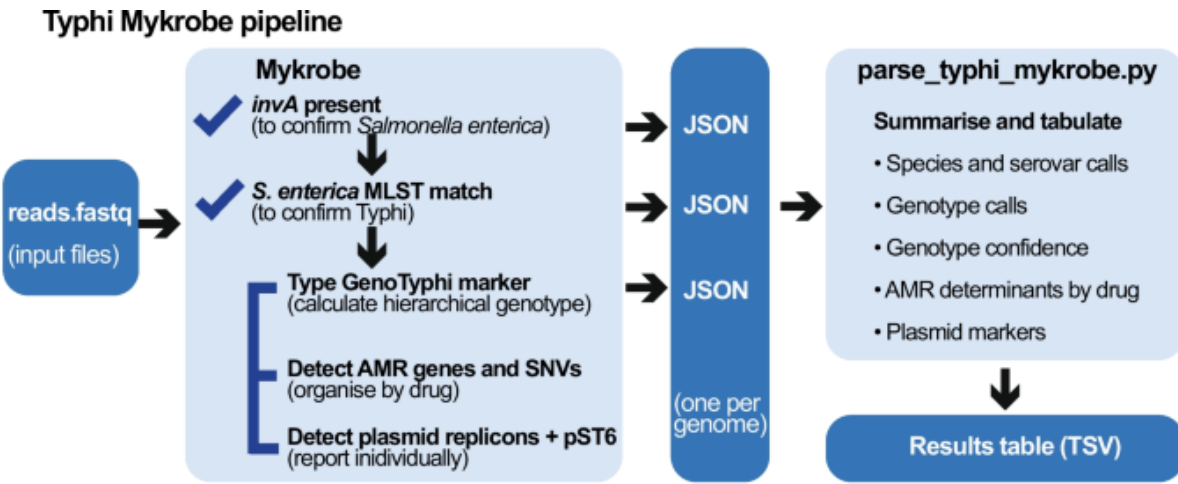 Typhi Mykrobe pipeline
reads.fastq
(input files)
Mykrobe
invA present
(to confirm Salmonella enterica)
S. enterica MLST match
(to confirm Typhi)
Type GenoTyphi marker
(calculate hierarchical genotype)
Detect AMR genes and SNVs
(organise by drug)
Detect plasmid replicons + pST6
(report inidividually)
JSON
JSON
JSON
(one per
genome)
parse_typhi_mykrobe.py
Summarise and tabulate
• Species and serovar calls
• Genotype calls
• Genotype confidence
• AMR determinants by drug
• Plasmid markers
Results table (TSV)